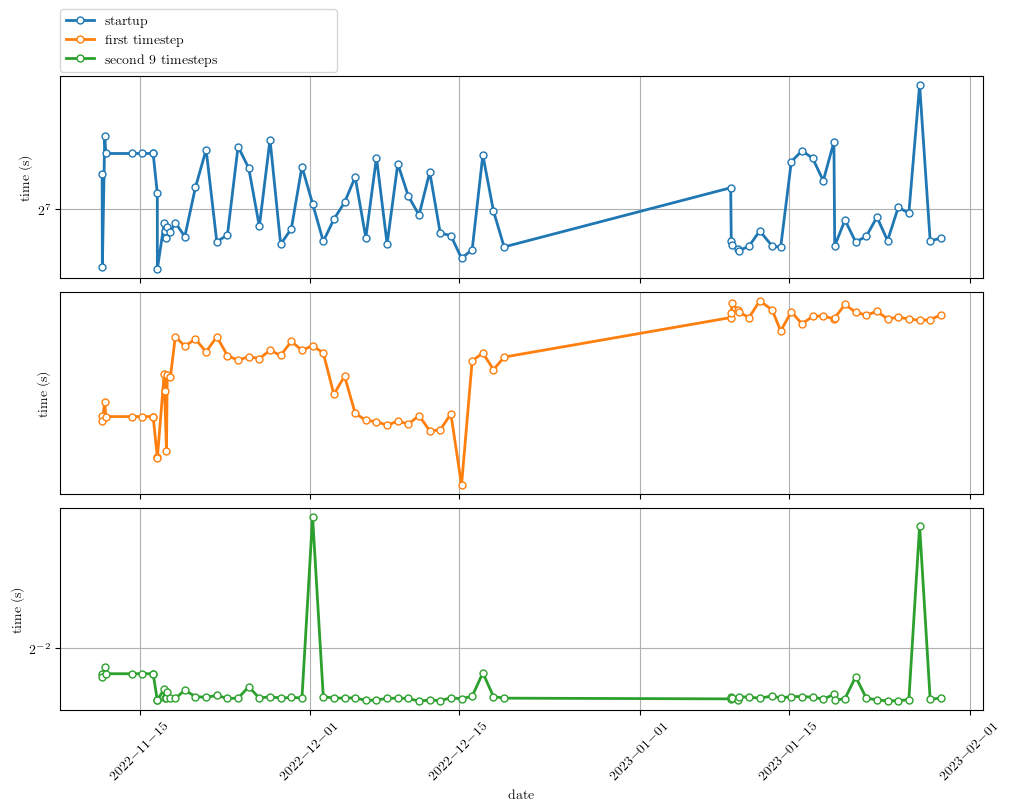 startup
first timestep
second 9 timesteps
time (s)
2^7
time (s)
time (s)
2^−2
2022−11−15
2022−12−01
2022−12−15
2023−01−01
2023−01−15
2023−02−01
date